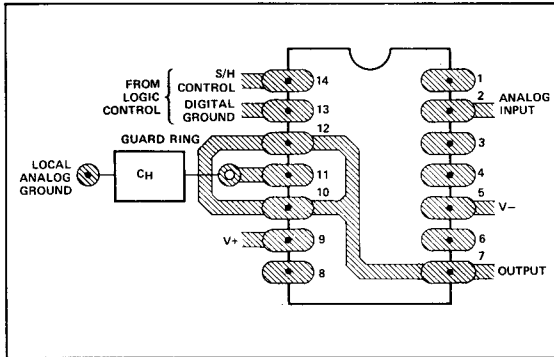 FROM
LOGIC
CONTROL
S/H
CONTROL
DIGITAL
GROUND
GUARD RING
LOCAL
ANALOG
GROUND
CH
V+
14
13
12
11
10
9
8
1
2
3
4
5
6
7
ANALOG
INPUT
V−
OUTPUT